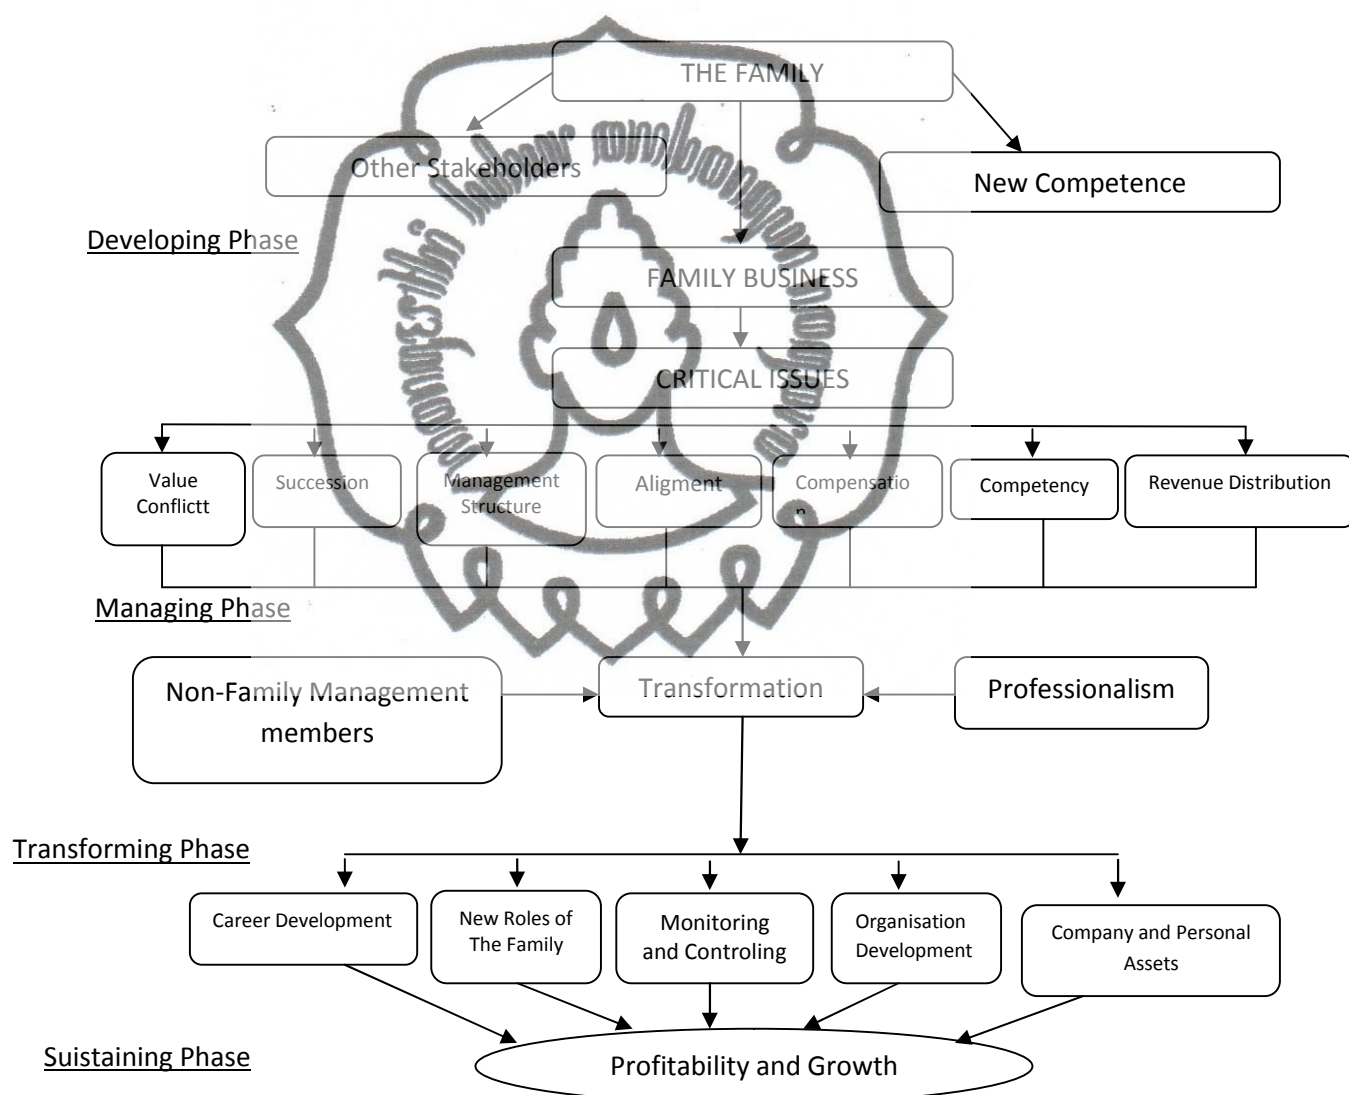 THE FAMILY
Other Stakeholders
New Competence
Developing Phase
FAMILY BUSINESS
CRITICAL ISSUES
Value
Conflictt
Succession
Management
Structure
Aligment
Compensatio
n
Competency
Revenue Distribution
Managing Phase
Non-Family Management
members
Transformation
Professionalism
Transforming Phase
Career Development
New Roles of
The Family
Monitoring
and Controling
Organisation
Development
Company and Personal
Assets
Suistaining Phase
Profitability and Growth